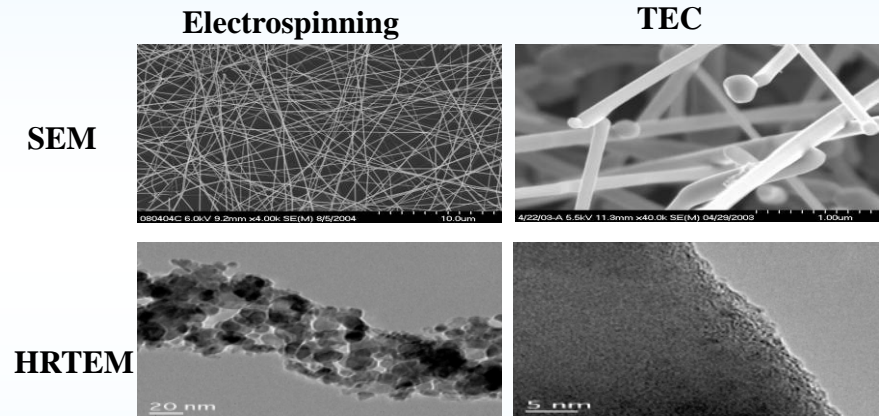 Electrospinning
TEC
SEM
080404C 6.0kV 9.2mm x4.00k SE(M) 8/5/2004 10.0um
4/22/03-A 5.5kV 11.3mm x40.0k SE(M) 04/29/2003 1.00um
HRTEM
20 nm
5 nm